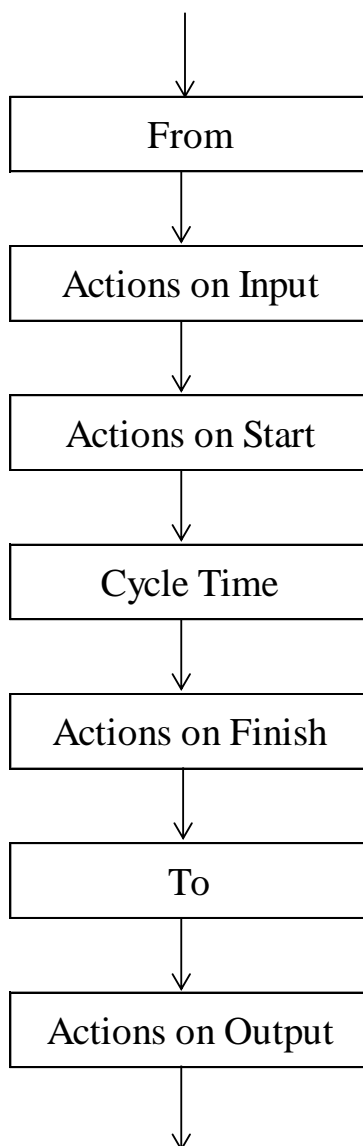 From
Actions on Input
Actions on Start
Cycle Time
Actions on Finish
To
Actions on Output